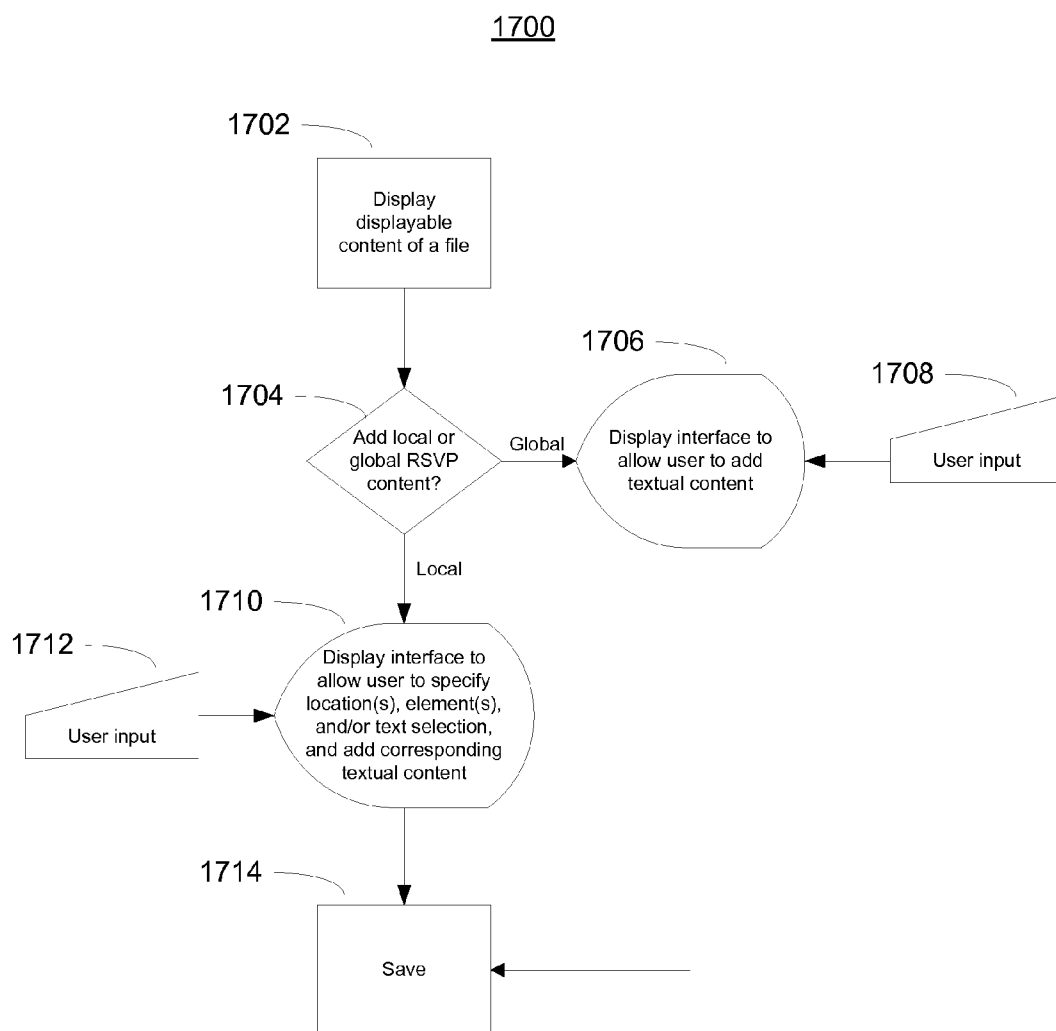 1700
1702
Display
displayable
content of a file
1704
Add local or
global RSVP
content?
Global
1706
Display interface to
allow user to add
textual content
1708
User input
Local
1710
Display interface to
allow user to specify
location(s), element(s),
and/or text selection,
and add corresponding
textual content
1712
User input
1714
Save